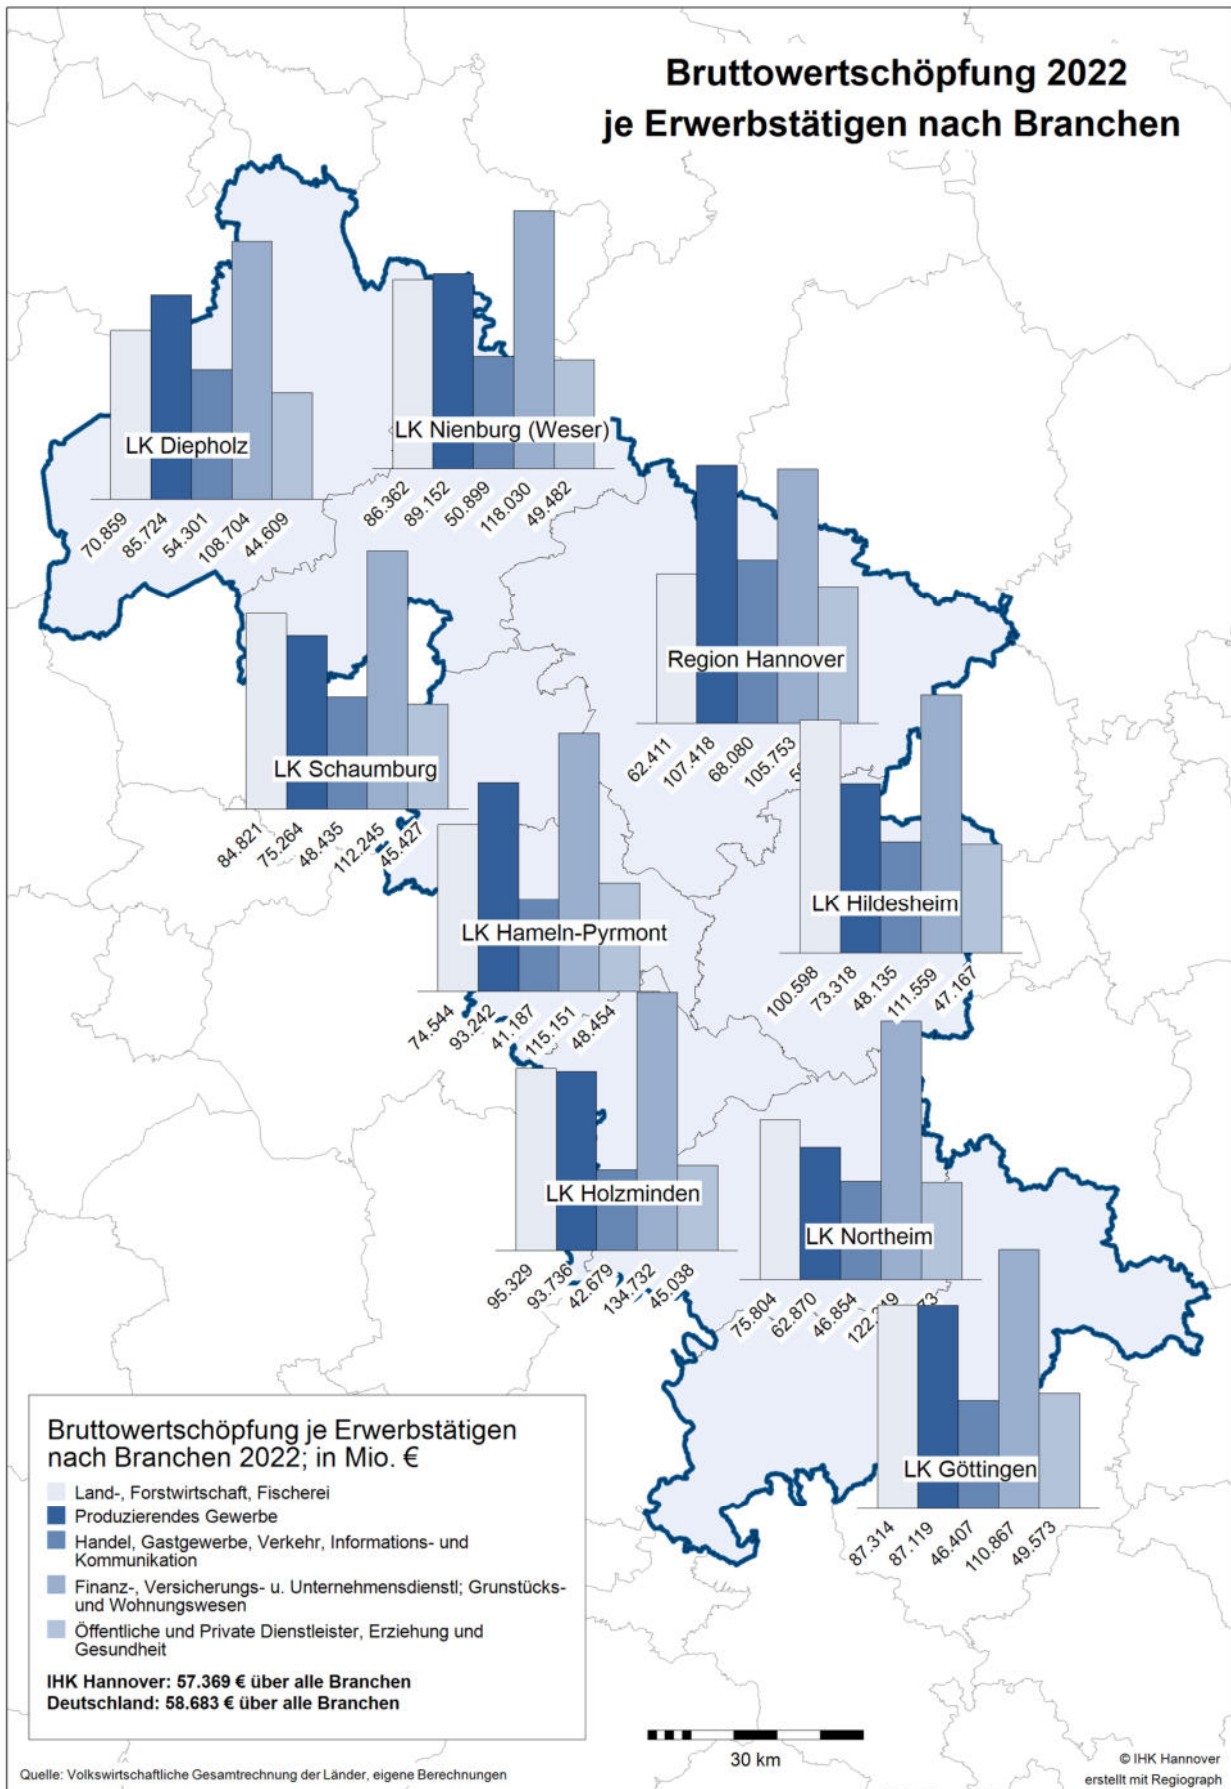 Bruttowertschöpfung 2022
je Erwerbstätigen nach Branchen
LK Diepholz
70.859
85.724
54.301
108.704
44.609
LK Nienburg (Weser)
86.362
89.152
50.899
118.030
49.482
Region Hannover
62.411
107.418
68.080
105.753
LK Schaumburg
84.821
75.264
48.435
112.245
45.427
LK Hildesheim
100.598
73.318
48.135
111.559
47.167
LK Hameln-Pyrmont
74.544
93.242
41.187
115.151
48.454
LK Holzminden
95.329
93.736
42.679
134.732
45.038
LK Northeim
75.804
62.870
46.854
LK Göttingen
87.314
87.119
46.407
110.867
49.573
Bruttowertschöpfung je Erwerbstätigen
nach Branchen 2022; in Mio. €
Land-, Forstwirtschaft, Fischerei
Produzierendes Gewerbe
Handel, Gastgewerbe, Verkehr, Informations- und
Kommunikation
Finanz-, Versicherungs- u. Unternehmensdienstl; Grunstücks-
und Wohnungswesen
Öffentliche und Private Dienstleister, Erziehung und
Gesundheit
IHK Hannover: 57.369 € über alle Branchen
Deutschland: 58.683 € über alle Branchen
30 km
Quelle: Volkswirtschaftliche Gesamtrechnung der Länder, eigene Berechnungen
© IHK Hannover
erstellt mit Regiograph